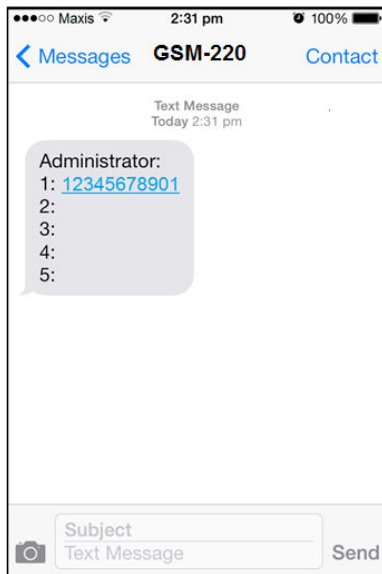 Maxis 2:31 pm 100%
Messages GSM-220 Contact
Text Message
Today 2:31 pm
Administrator:
1: 12345678901
2:
3:
4:
5:
Subject
Text Message Send